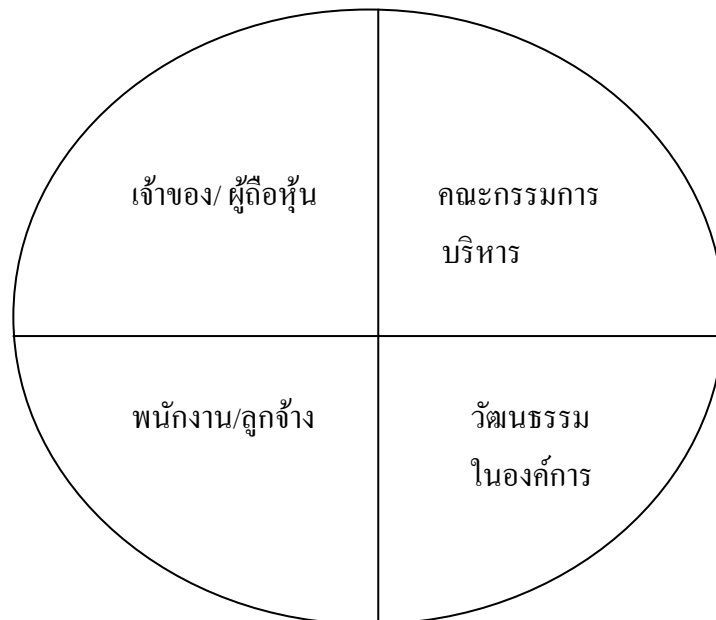 เจ้าของ/ ผู้ถือหุ้น
คณะกรรมการ
บริหาร
พนักงาน/ลูกจ้าง
วัฒนธรรม
ในองค์การ